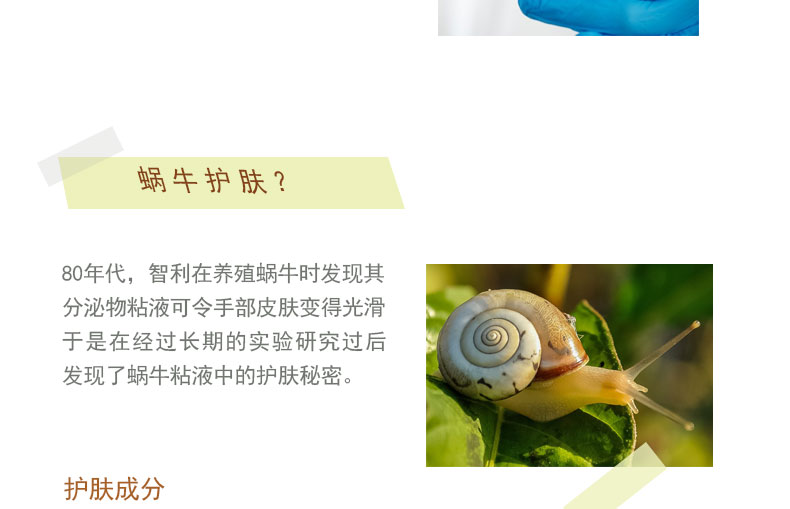 蜗牛护肤？
80年代，智利在养殖蜗牛时发现其
分泌物粘液可令手部皮肤变得光滑
于是在经过长期的实验研究过后
发现了蜗牛粘液中的护肤秘密。
护肤成分